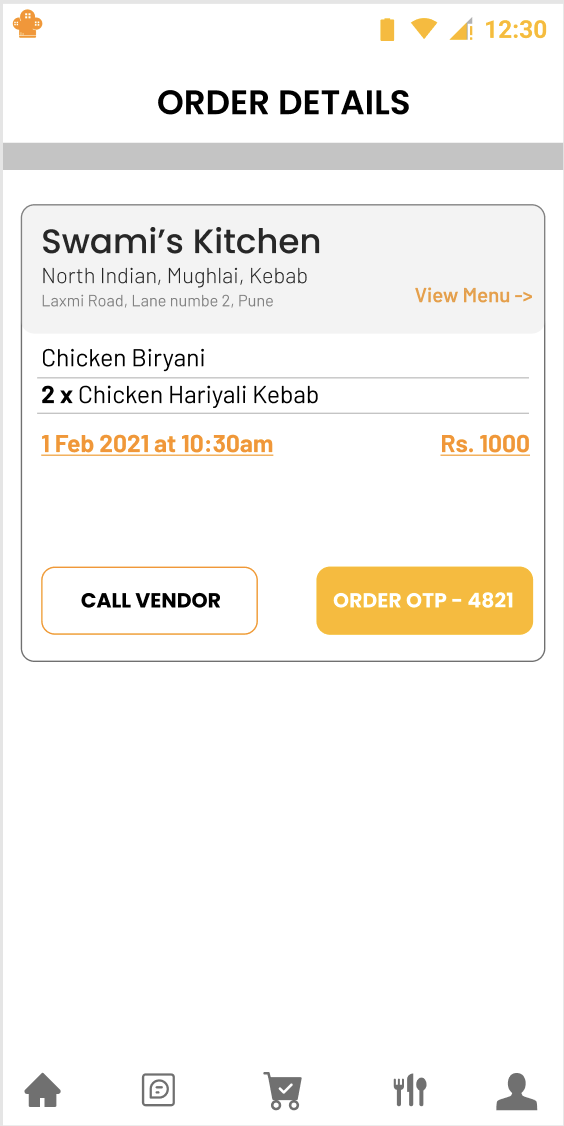 12:30
ORDER DETAILS
Swami’s Kitchen
North Indian, Mughlai, Kebab
Laxmi Road, Lane numbe 2, Pune
View Menu ->
Chicken Biryani
2 x Chicken Hariyali Kebab
1 Feb 2021 at 10:30am Rs. 1000
CALL VENDOR ORDER OTP - 4821